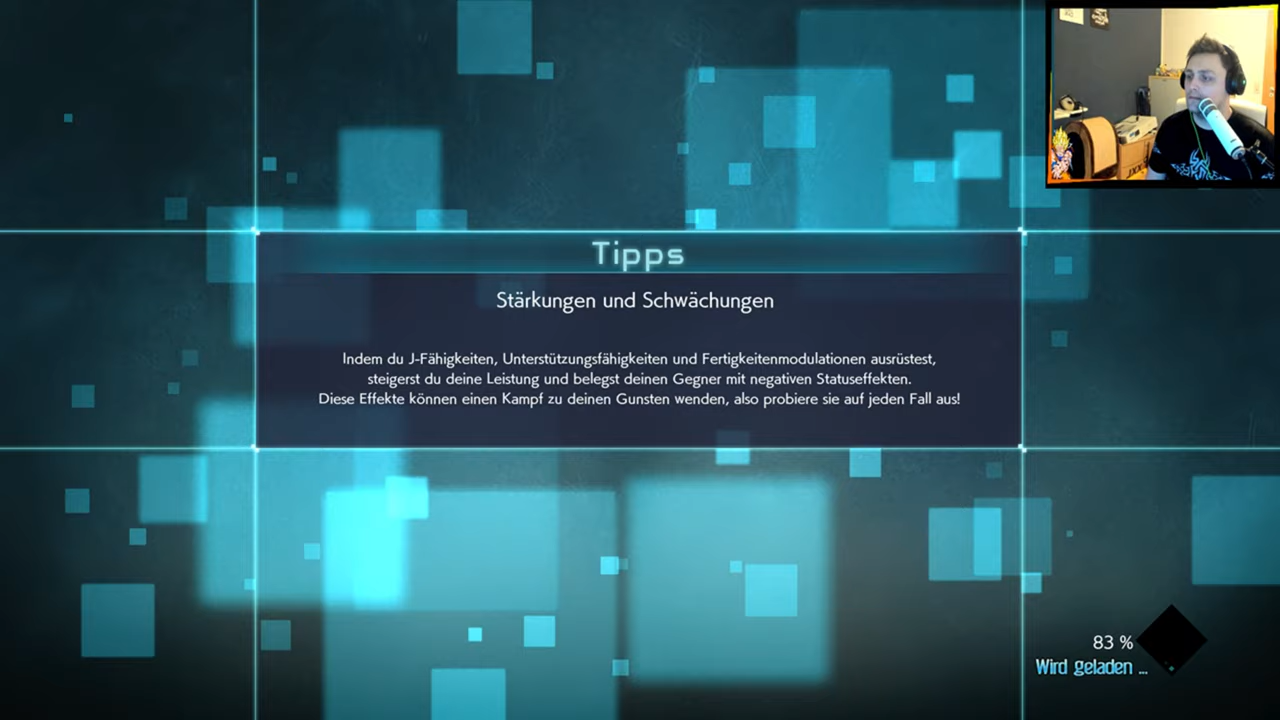 Tipps
Stärkungen und Schwächungen
Indem du J-Fähigkeiten, Unterstützungsfähigkeiten und Fertigkeitenmodulationen ausrüstest,
steigerst du deine Leistung und belegst deinen Gegner mit negativen Statuseffekten.
Diese Effekte können einen Kampf zu deinen Gunsten wenden, also probiere sie auf jeden Fall aus!
83 %
Wird geladen ...